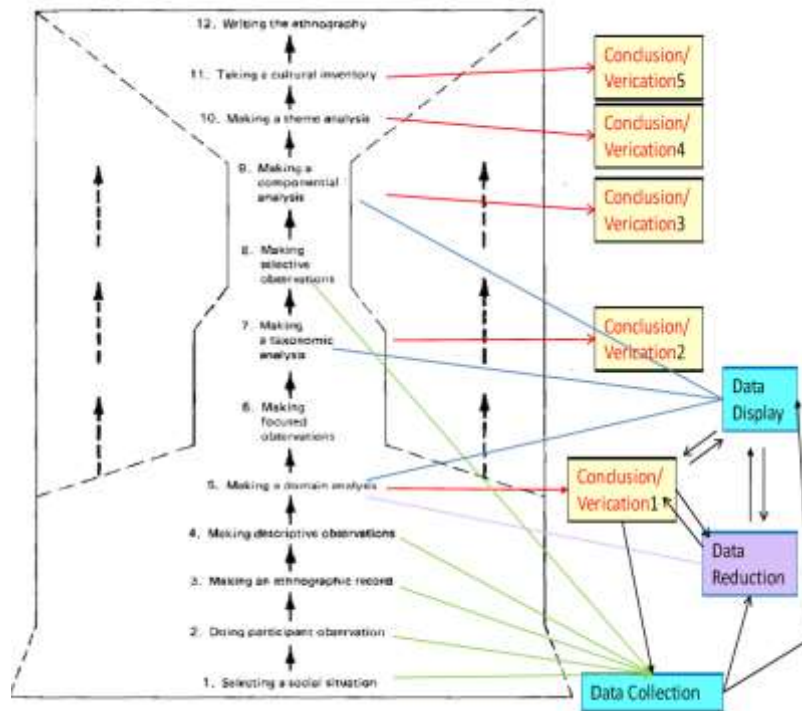 12. Writing the ethnography
11. Taking a cultural inventory
10. Making a theme analysis
9. Making a
componential
analysis
8. Making
selective
observations
7. Making
a taxonomic
analysis
6. Making
focused
observations
5. Making a domain analysis
4. Making descriptive observations
3. Making an ethnographic record
2. Doing participant observation
1. Selecting a social situation
Conclusion/
Verication5
Conclusion/
Verication4
Conclusion/
Verication3
Conclusion/
Verication2
Data
Display
Conclusion/
Verication1
Data
Reduction
Data Collection